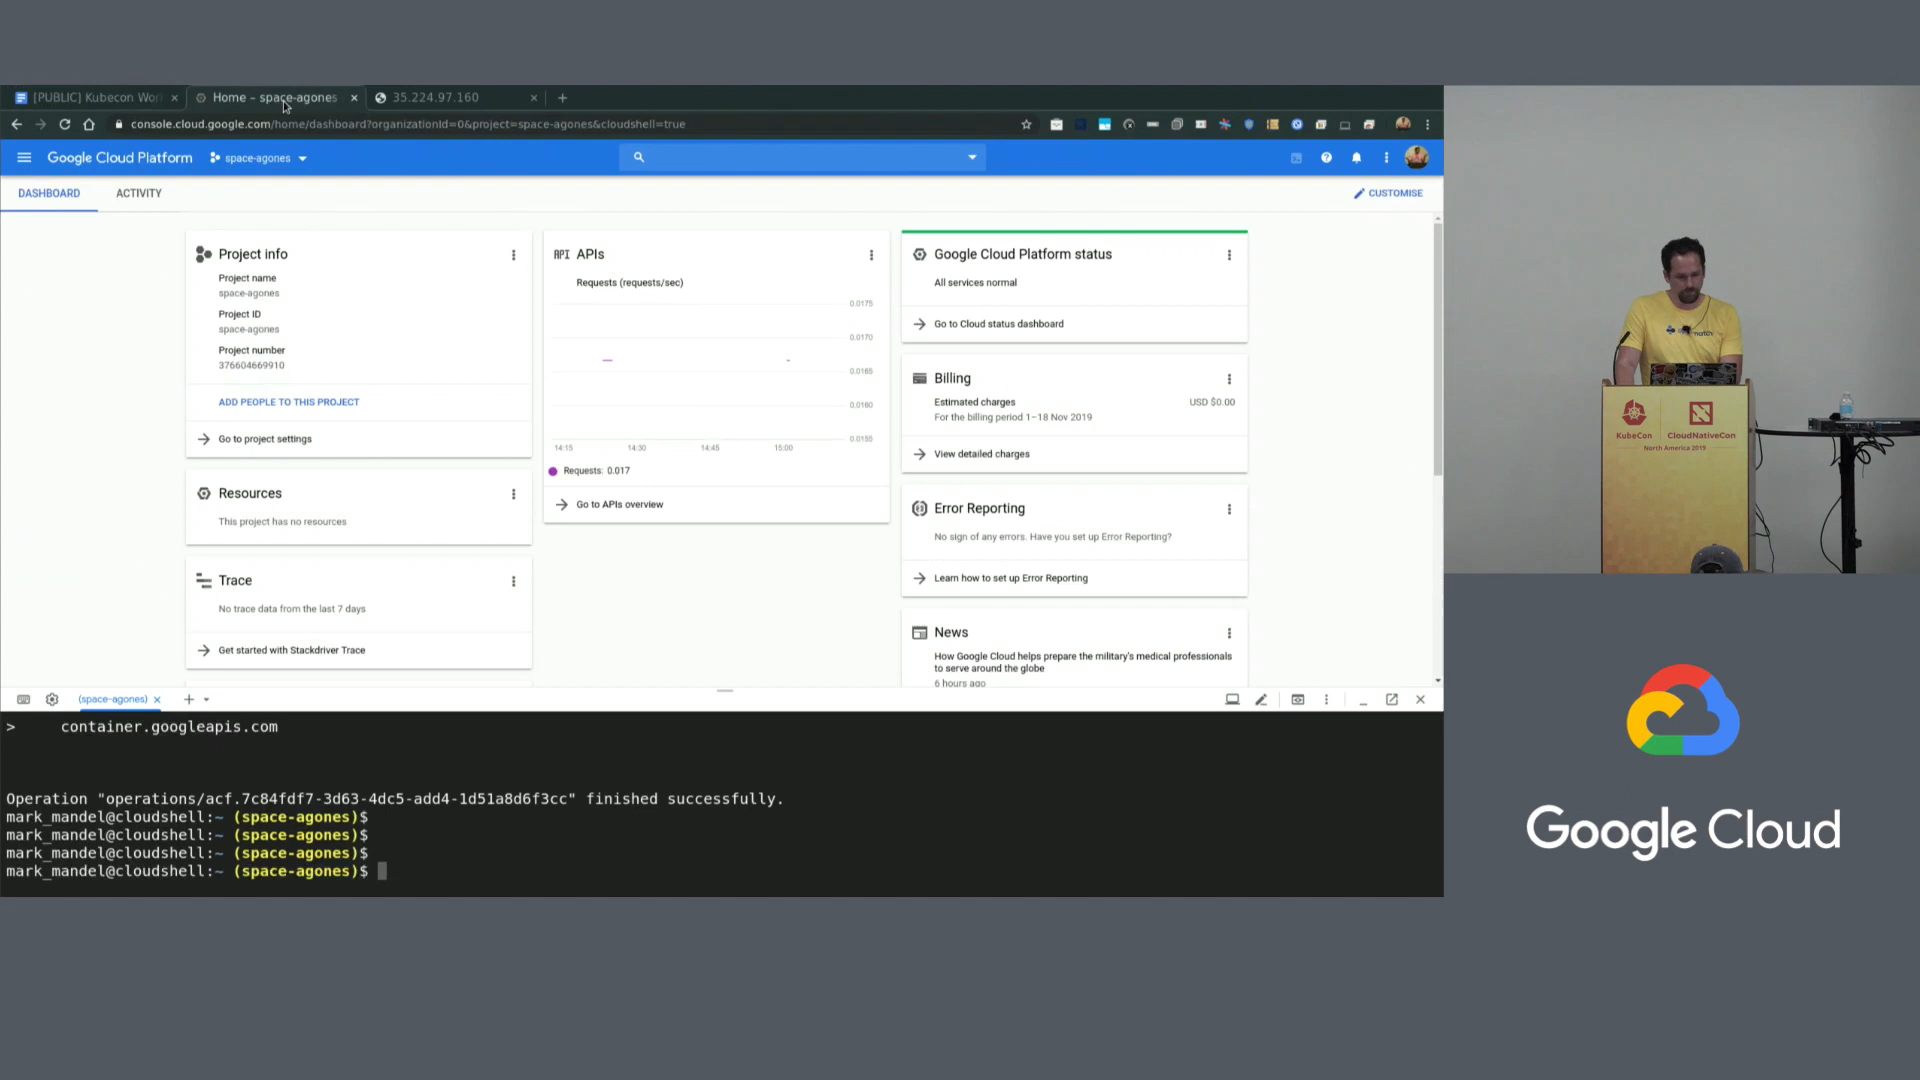 [PUBLIC] Kubecon Wor
Home – space-agones
35.224.97.160
console.cloud.google.com/home/dashboard?organizationId=0&project=space-agones&cloudshell=true
Google Cloud Platform
space-agones
DASHBOARD
ACTIVITY
CUSTOMISE
Project info
Project name
space-agones
Project ID
space-agones
Project number
376604669910
ADD PEOPLE TO THIS PROJECT
Go to project settings
Resources
This project has no resources
Trace
No trace data from the last 7 days
Get started with Stackdriver Trace
API APIs
Requests (requests/sec)
0.0175
0.0170
0.0165
0.0160
0.0155
14:15 14:30 14:45 15:00
Requests: 0.017
Go to APIs overview
Google Cloud Platform status
All services normal
Go to Cloud status dashboard
Billing
Estimated charges USD $0.00
For the billing period 1–18 Nov 2019
View detailed charges
Error Reporting
No sign of any errors. Have you set up Error Reporting?
Learn how to set up Error Reporting
News
How Google Cloud helps prepare the military's medical professionals
to serve around the globe
6 hours ago
(space-agones)
> container.googleapis.com
Operation "operations/acf.7c84fdf7-3d63-4dc5-add4-1d51a8d6f3cc" finished successfully.
mark_mandel@cloudshell:~ (space-agones)$
mark_mandel@cloudshell:~ (space-agones)$
mark_mandel@cloudshell:~ (space-agones)$
mark_mandel@cloudshell:~ (space-agones)$
KubeCon CloudNativeCon
North America 2019
Google Cloud